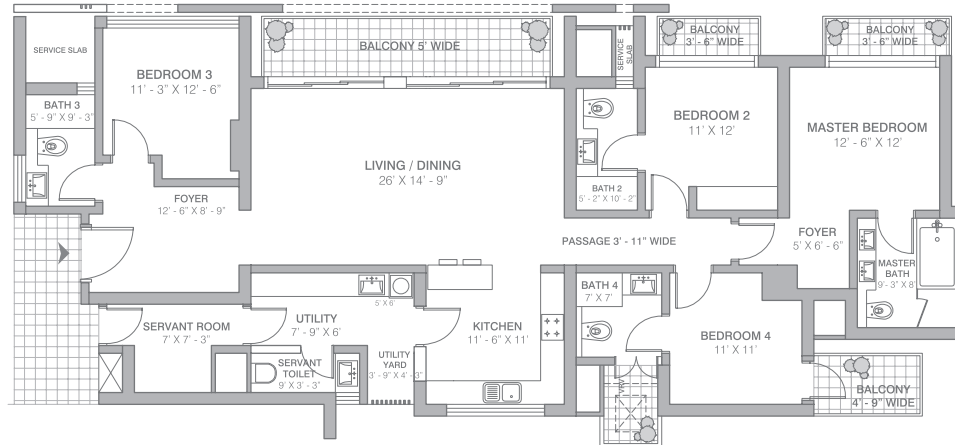 SERVICE SLAB
BEDROOM 3
11' - 3" X 12' - 6"
BATH 3
5' - 9" X 9' - 3"
FOYER
12' - 6" X 8' - 9"
BALCONY 5' WIDE
LIVING / DINING
26' X 14' - 9"
SERVICE
SLAB
BALCONY
3' - 6" WIDE
BEDROOM 2
11' X 12'
BATH 2
5' - 2" X 10' - 2"
BALCONY
3' - 6" WIDE
MASTER BEDROOM
12' - 6" X 12'
PASSAGE 3' - 11" WIDE
FOYER
5' X 6' - 6"
MASTER
BATH
9' - 3" X 8'
SERVANT ROOM
7' X 7' - 3"
UTILITY
7' - 9" X 6'
5' X 6'
SERVANT
TOILET
9' X 3' - 3"
UTILITY
YARD
3' - 9" X 4' - 3"
KITCHEN
11' - 6" X 11'
BATH 4
7' X 7'
VRV
BEDROOM 4
11' X 11'
BALCONY
4' - 9" WIDE